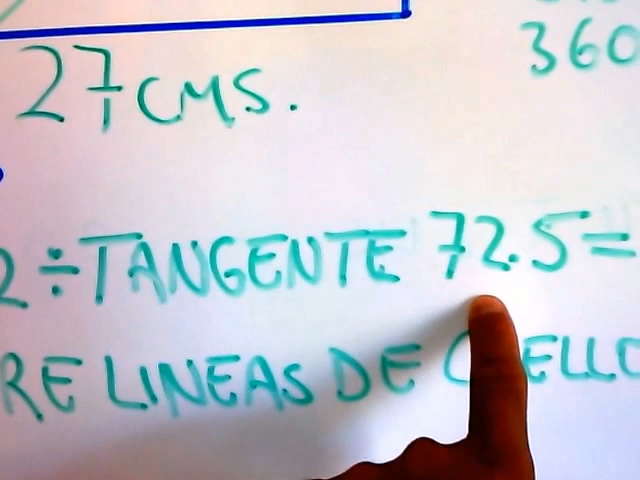 360
27 CMS.
2 ÷ TANGENTE 72.5 =
RE LINEAS DE